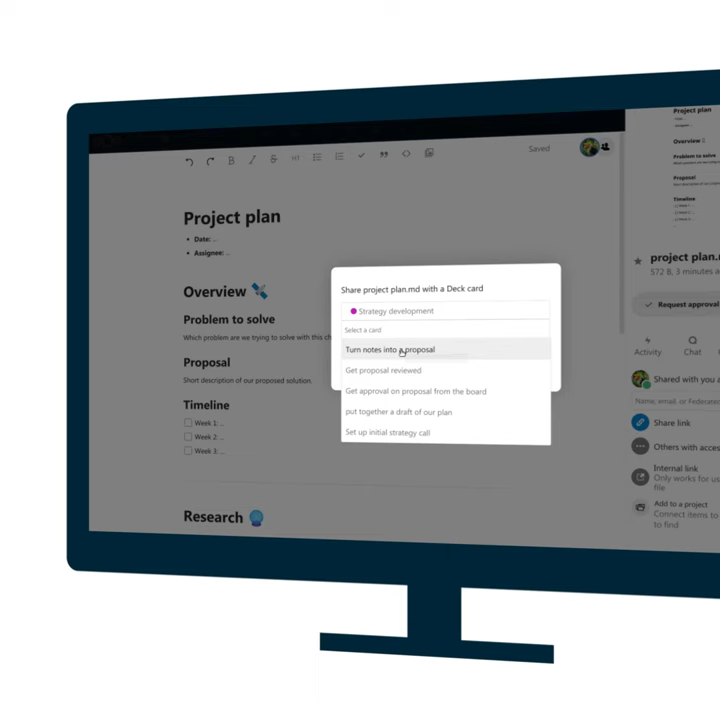 Saved
Project plan
Date: ...
Assignee: ...
Overview
Problem to solve
Which problem are we trying to solve with this ch
Proposal
Short description of our proposed solution.
Timeline
Week 1: ...
Week 2: ...
Week 3: ...
Research
Share project plan.md with a Deck card
Strategy development
Select a card
Turn notes into a proposal
Get proposal reviewed
Get approval on proposal from the board
put together a draft of our plan
Set up initial strategy call
Project plan
Overview
Problem to solve
Proposal
Timeline
project plan.
572 B, 3 minutes a
Request approval
Activity
Chat
Shared with you
Name, email, or Federate
Share link
Others with acces
Internal link
Only works for us
file
Add to a project
Connect items to
to find